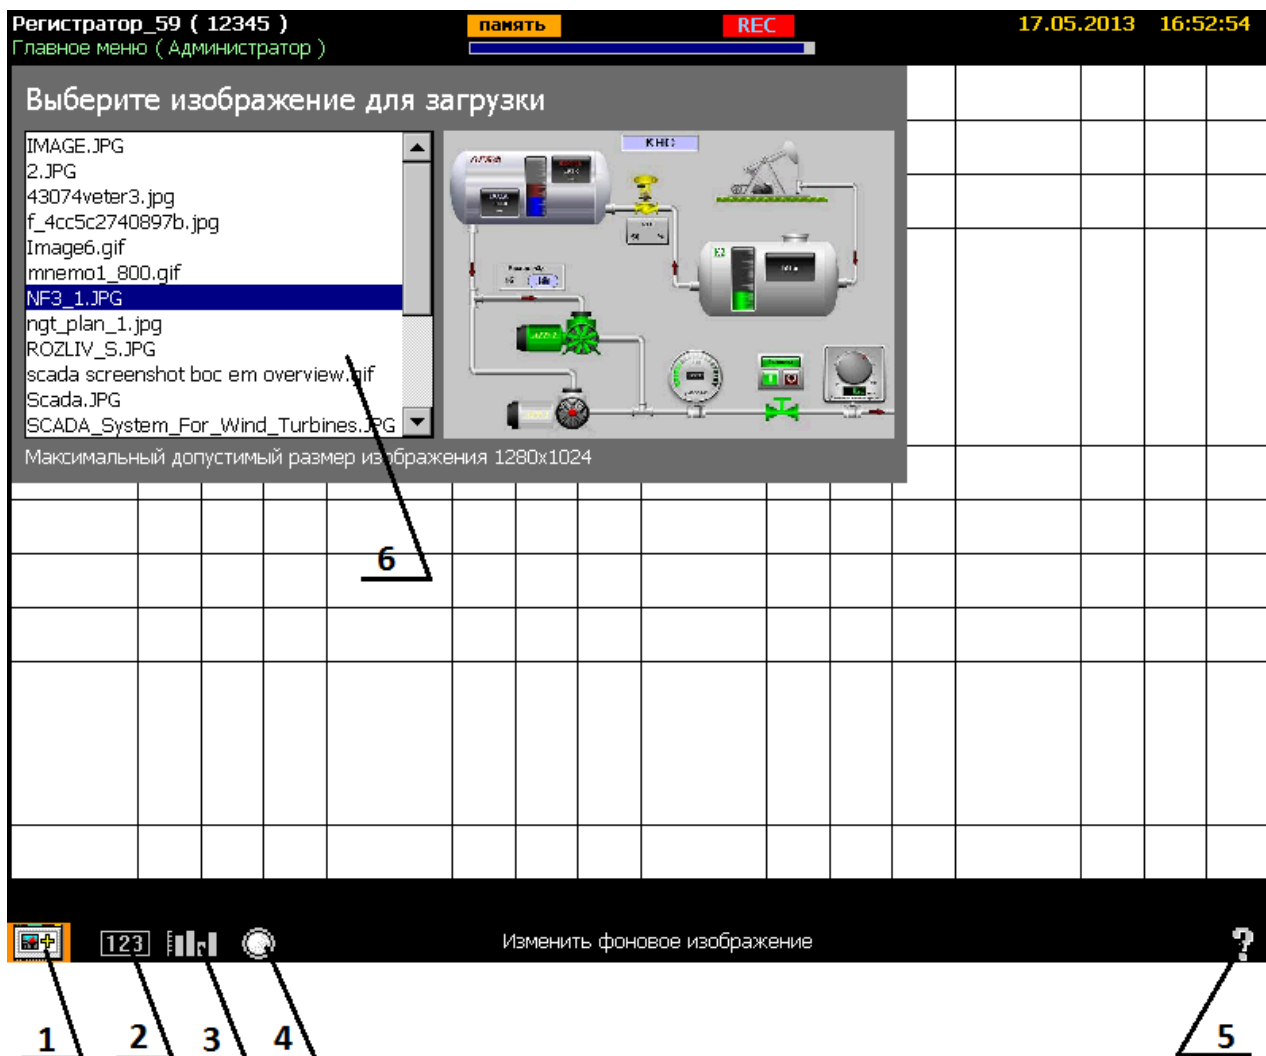 Регистратор_59 ( 12345 )
память
REC
17.05.2013 16:52:54
Главное меню ( Администратор )
Выберите изображение для загрузки
IMAGE.JPG
2.JPG
43074veter3.jpg
f_4cc5c2740897b.jpg
Image6.gif
mnemo1_800.gif
NF3_1.JPG
ngt_plan_1.jpg
ROZLIV_S.JPG
scada screenshot boc em overview.gif
Scada.JPG
SCADA_System_For_Wind_Turbines.JPG
Максимальный допустимый размер изображения 1280x1024
6
123
Изменить фоновое изображение
?
1
2
3
4
5